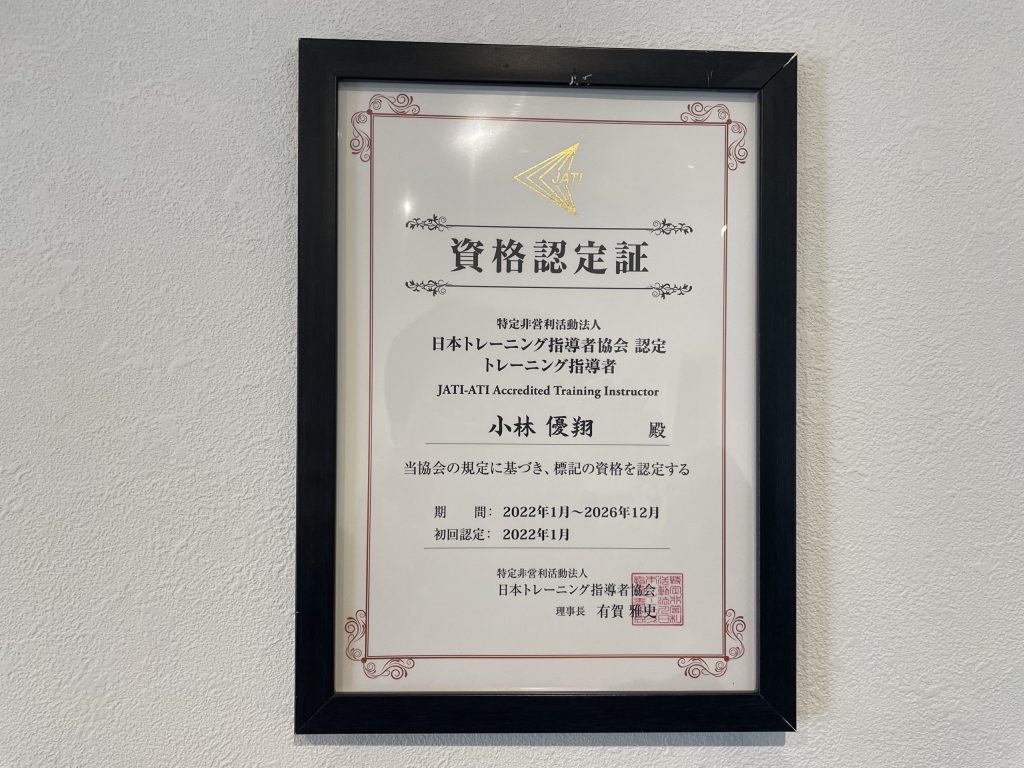 JATI
資格認定証
特定非営利活動法人
日本トレーニング指導者協会 認定
トレーニング指導者
JATI-ATI Accredited Training Instructor
小林 優翔 殿
当協会の規定に基づき、標記の資格を認定する
期 間： 2022年1月〜2026年12月
初回認定： 2022年1月
特定非営利活動法人
日本トレーニング指導者協会
理事長 有賀 雅史